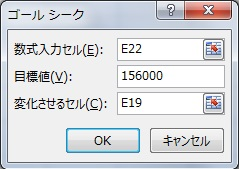 ゴール シーク
?
数式入力セル(E): E22
目標値(V): 156000
変化させるセル(C): E19
OK キャンセル